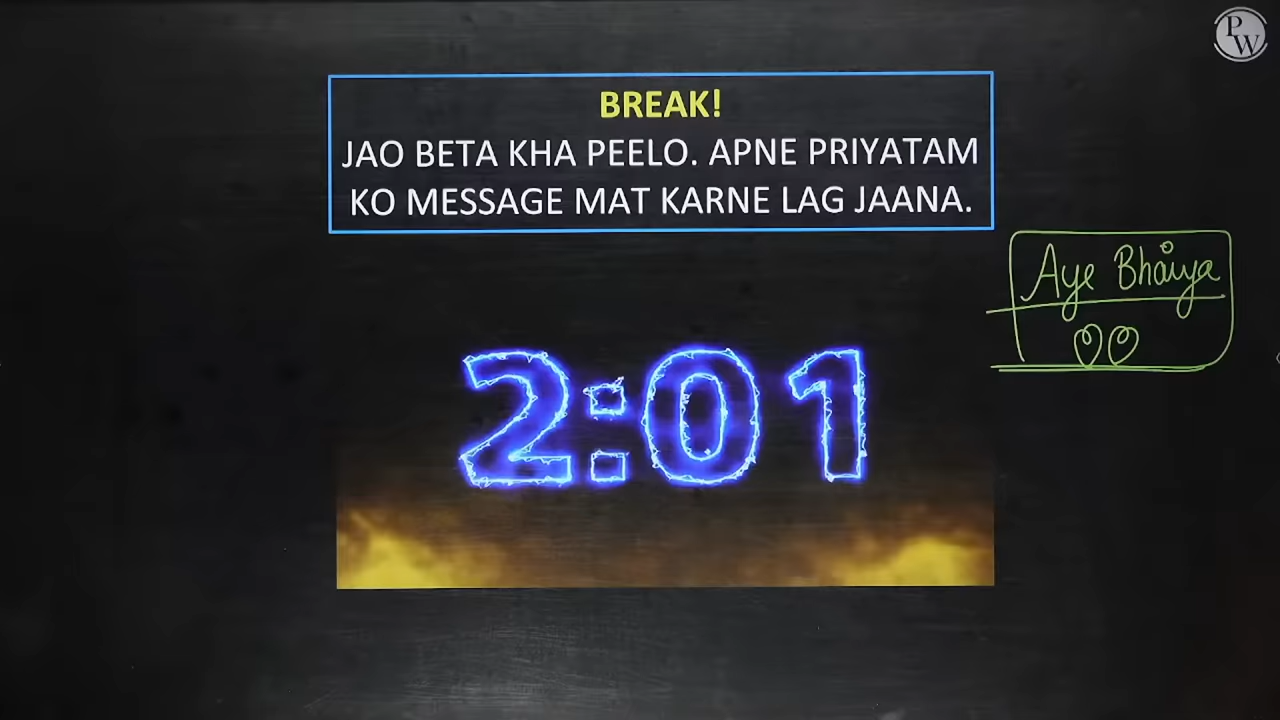 PW
BREAK!
JAO BETA KHA PEELO. APNE PRIYATAM
KO MESSAGE MAT KARNE LAG JAANA.
Aye Bhaiya
2:01